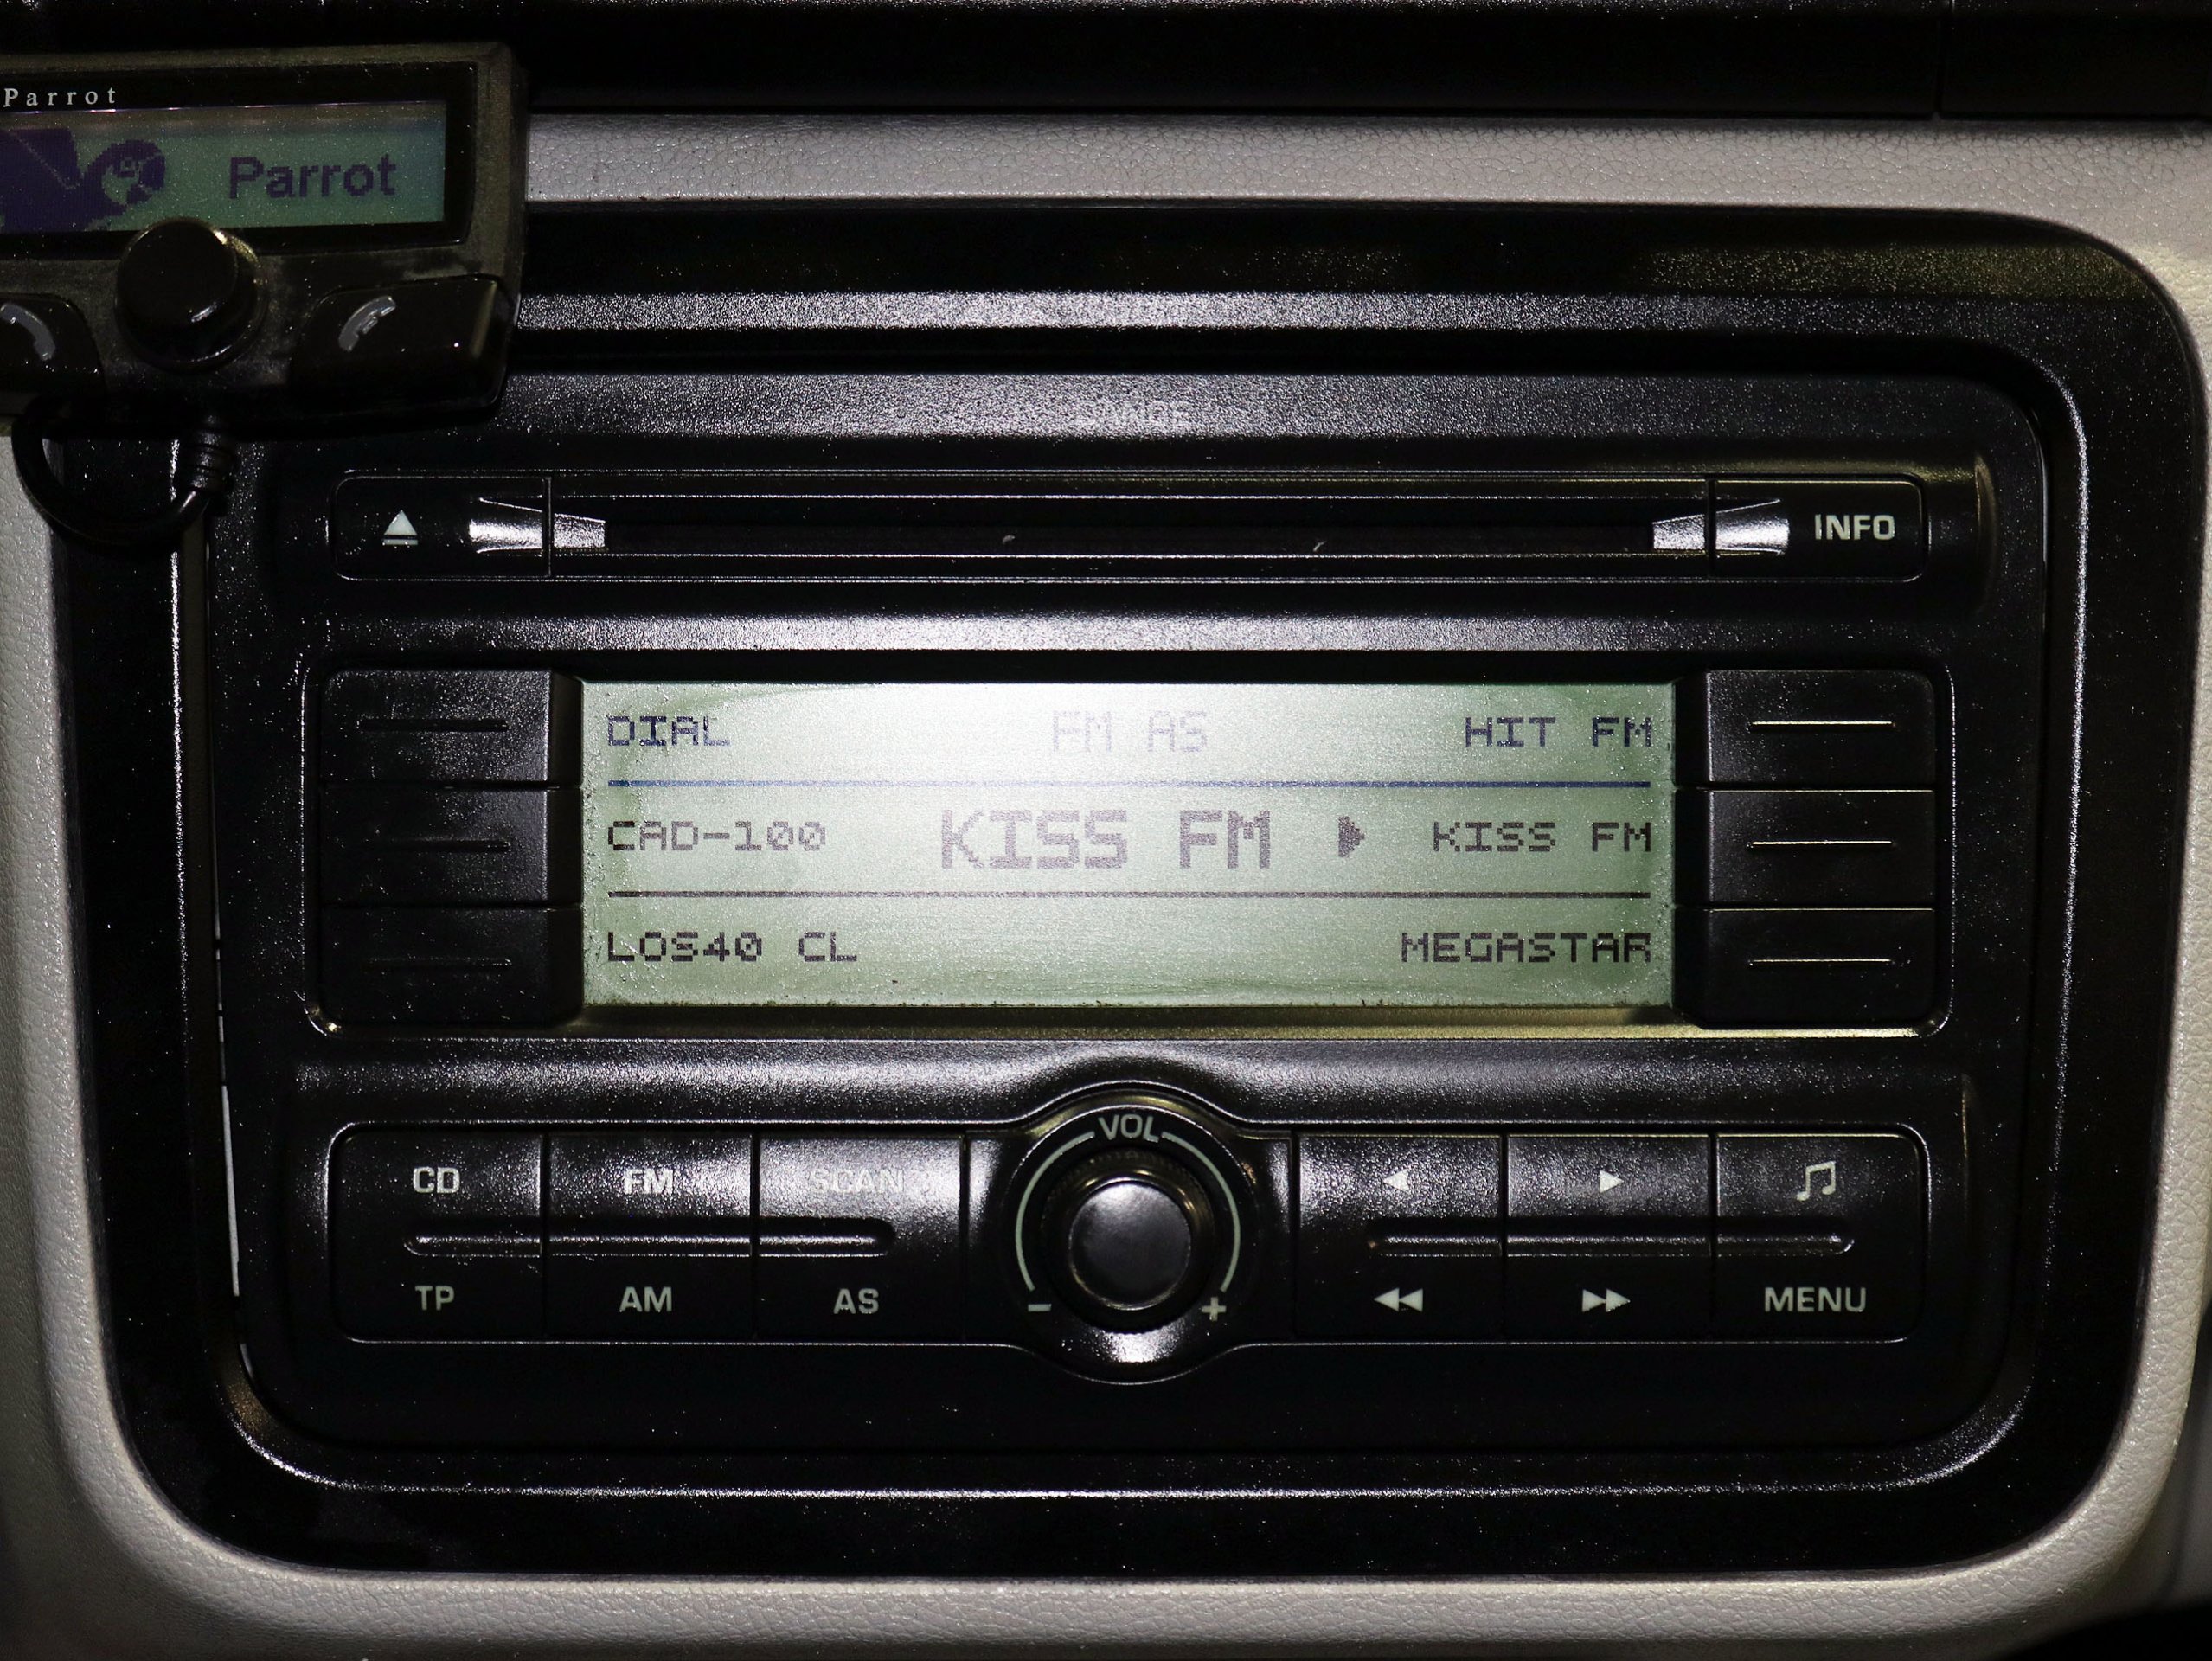 Parrot
Parrot
DANCE
INFO
DIAL FM AS HIT FM
CAD-100 KISS FM KISS FM
LOS40 CL MEGASTAR
VOL
CD FM SCAN
- +
TP AM AS MENU